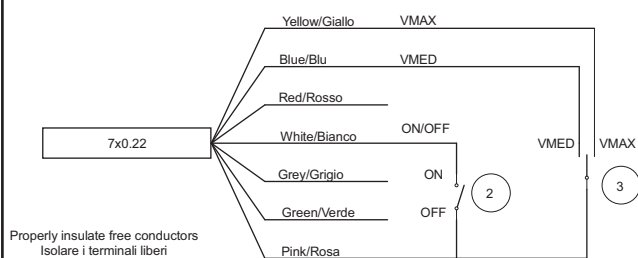 Yellow/Giallo VMAX
Blue/Blu VMED
Red/Rosso
White/Bianco ON/OFF
7x0.22
VMED VMAX
Grey/Grigio ON
2
3
Green/Verde OFF
Properly insulate free conductors
Isolare i terminali liberi
Pink/Rosa